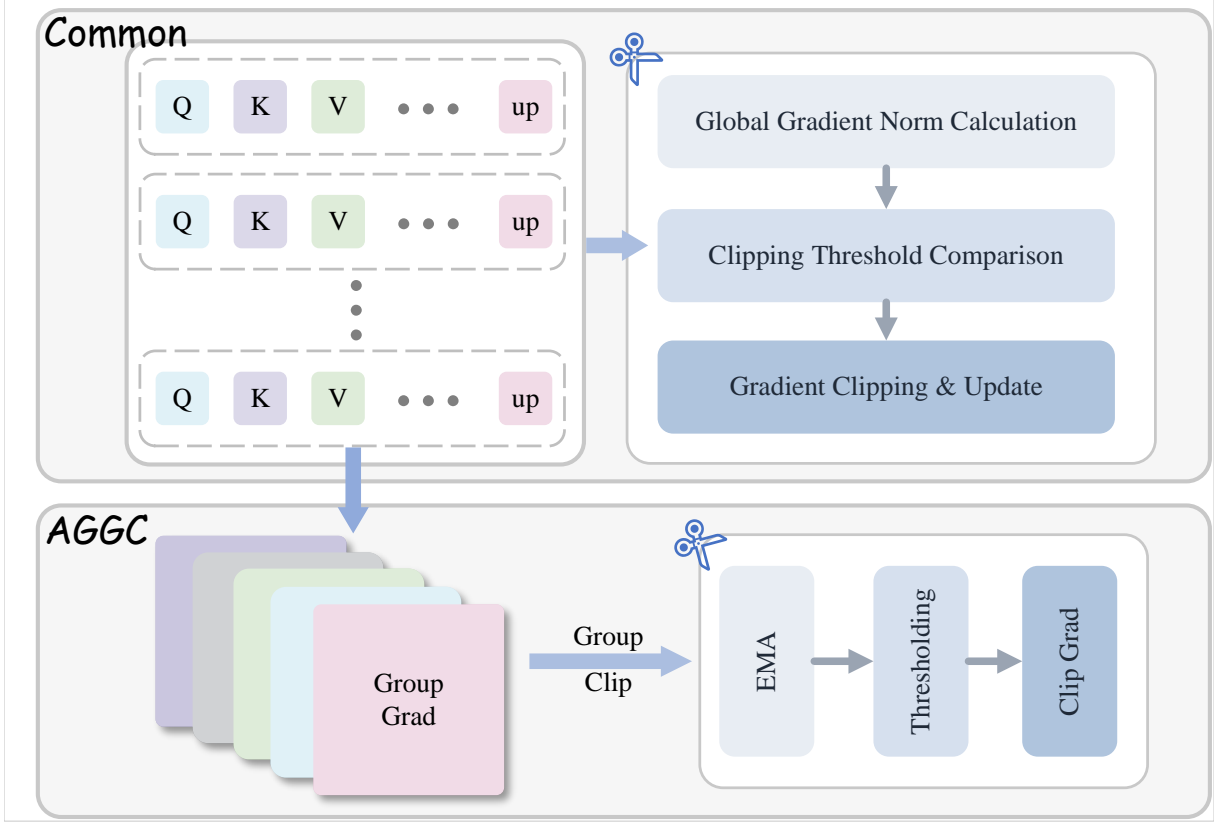 Common
Q K V up
Q K V up
Q K V up
Global Gradient Norm Calculation
Clipping Threshold Comparison
Gradient Clipping & Update
AGGC
Group
Grad
Group
Clip
EMA
Thresholding
Clip Grad